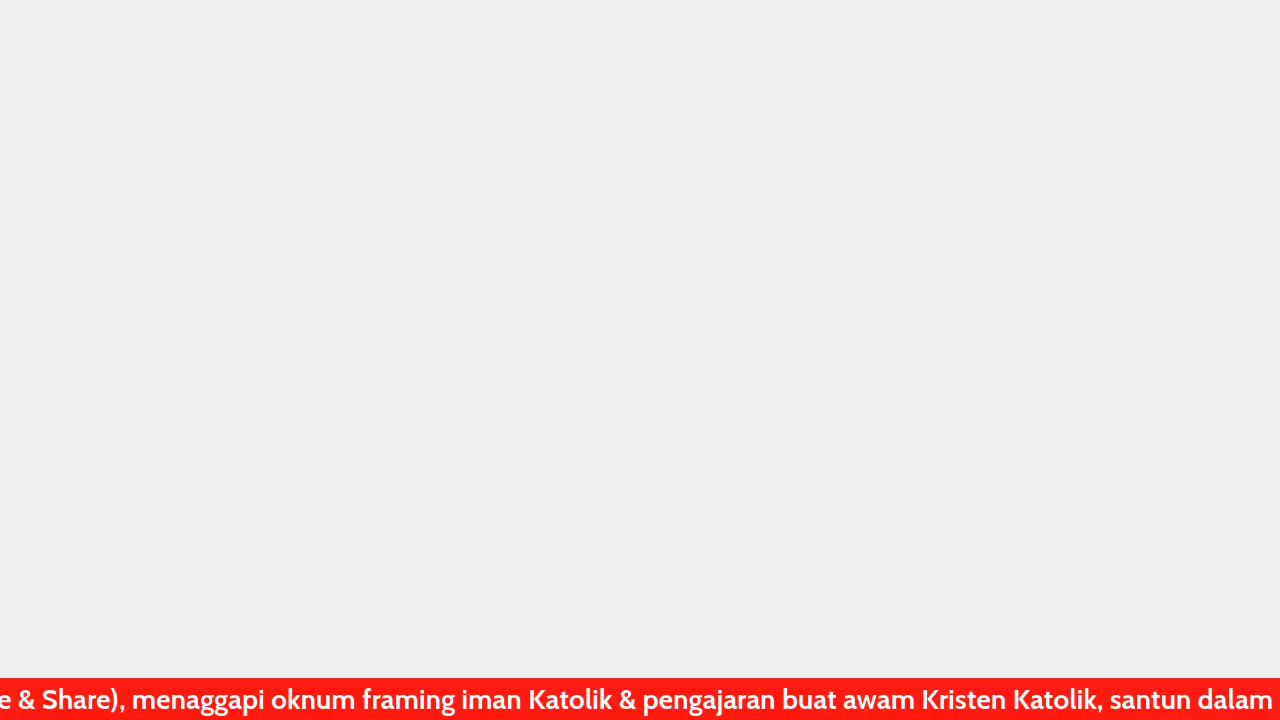 e & Share), menaggapi oknum framing iman Katolik & pengajaran buat awam Kristen Katolik, santun dalam